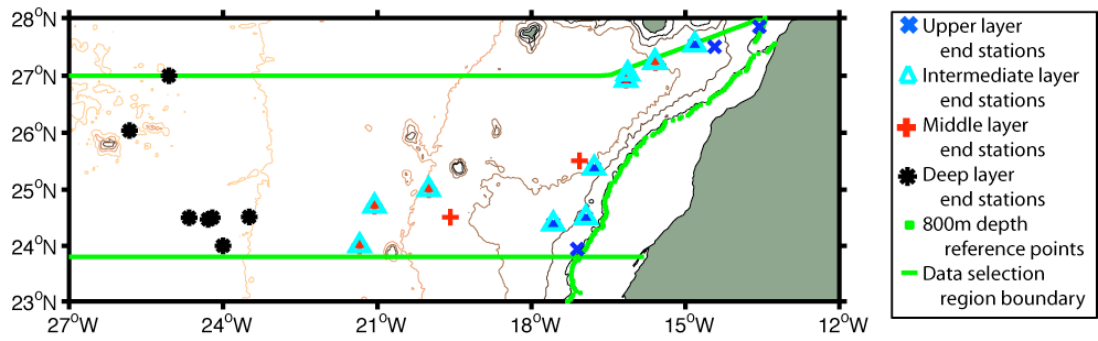 28°N
27°N
26°N
25°N
24°N
23°N
27°W 24°W 21°W 18°W 15°W 12°W
Upper layer
end stations
Intermediate layer
end stations
Middle layer
end stations
Deep layer
end stations
800m depth
reference points
Data selection
region boundary